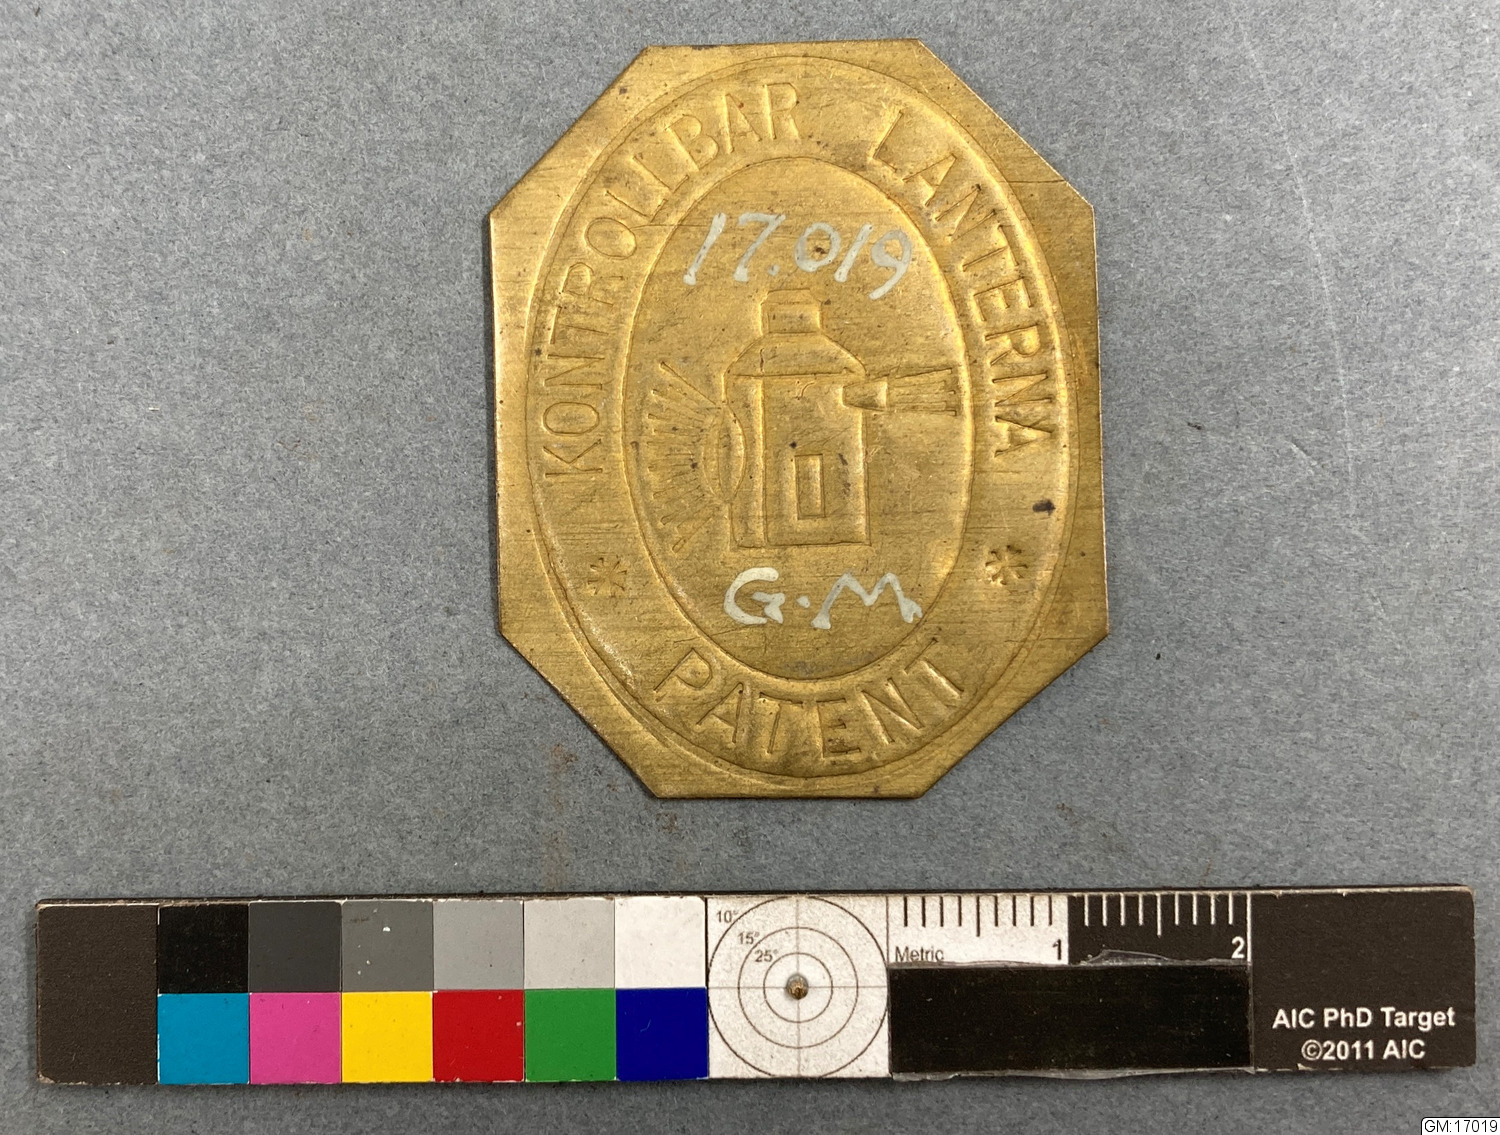 KONTROLLBAR LANTERNA
17.019
G.M.
* PATENT *
10°
15°
25°
Metric
1
2
AIC PhD Target
©2011 AIC
GM:17019